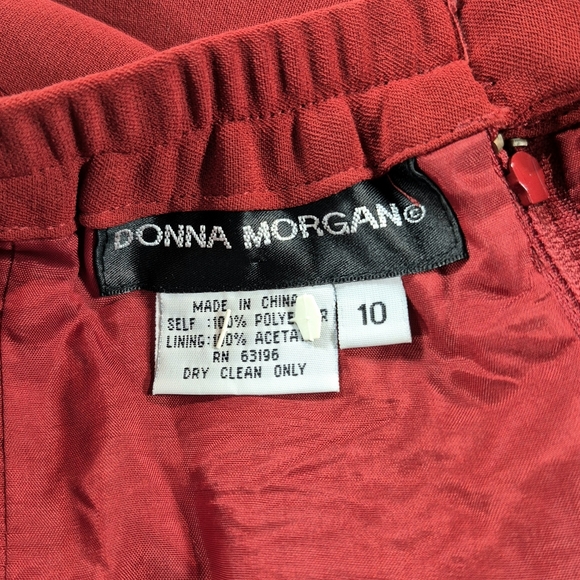 DONNA MORGAN©
MADE IN CHINA
SELF :100% POLYESTER
LINING:100% ACETATE
RN 63196
DRY CLEAN ONLY
10